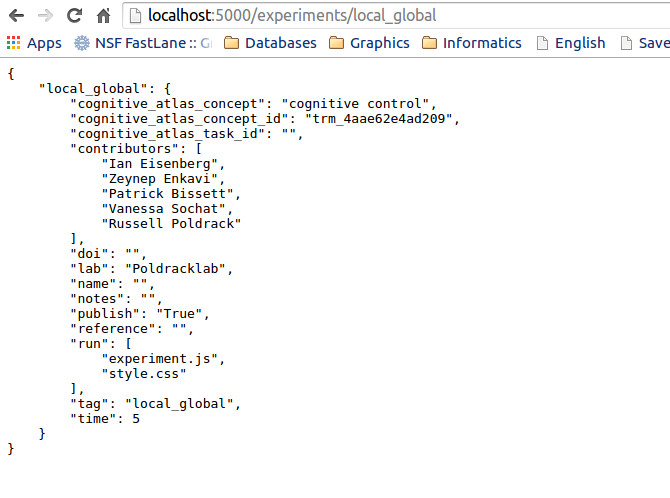 localhost:5000/experiments/local_global
Apps NSF FastLane :: G Databases Graphics Informatics English Save
{
    "local_global": {
        "cognitive_atlas_concept": "cognitive control",
        "cognitive_atlas_concept_id": "trm_4aae62e4ad209",
        "cognitive_atlas_task_id": "",
        "contributors": [
            "Ian Eisenberg",
            "Zeynep Enkavi",
            "Patrick Bissett",
            "Vanessa Sochat",
            "Russell Poldrack"
        ],
        "doi": "",
        "lab": "Poldracklab",
        "name": "",
        "notes": "",
        "publish": "True",
        "reference": "",
        "run": [
            "experiment.js",
            "style.css"
        ],
        "tag": "local_global",
        "time": 5
    }
}